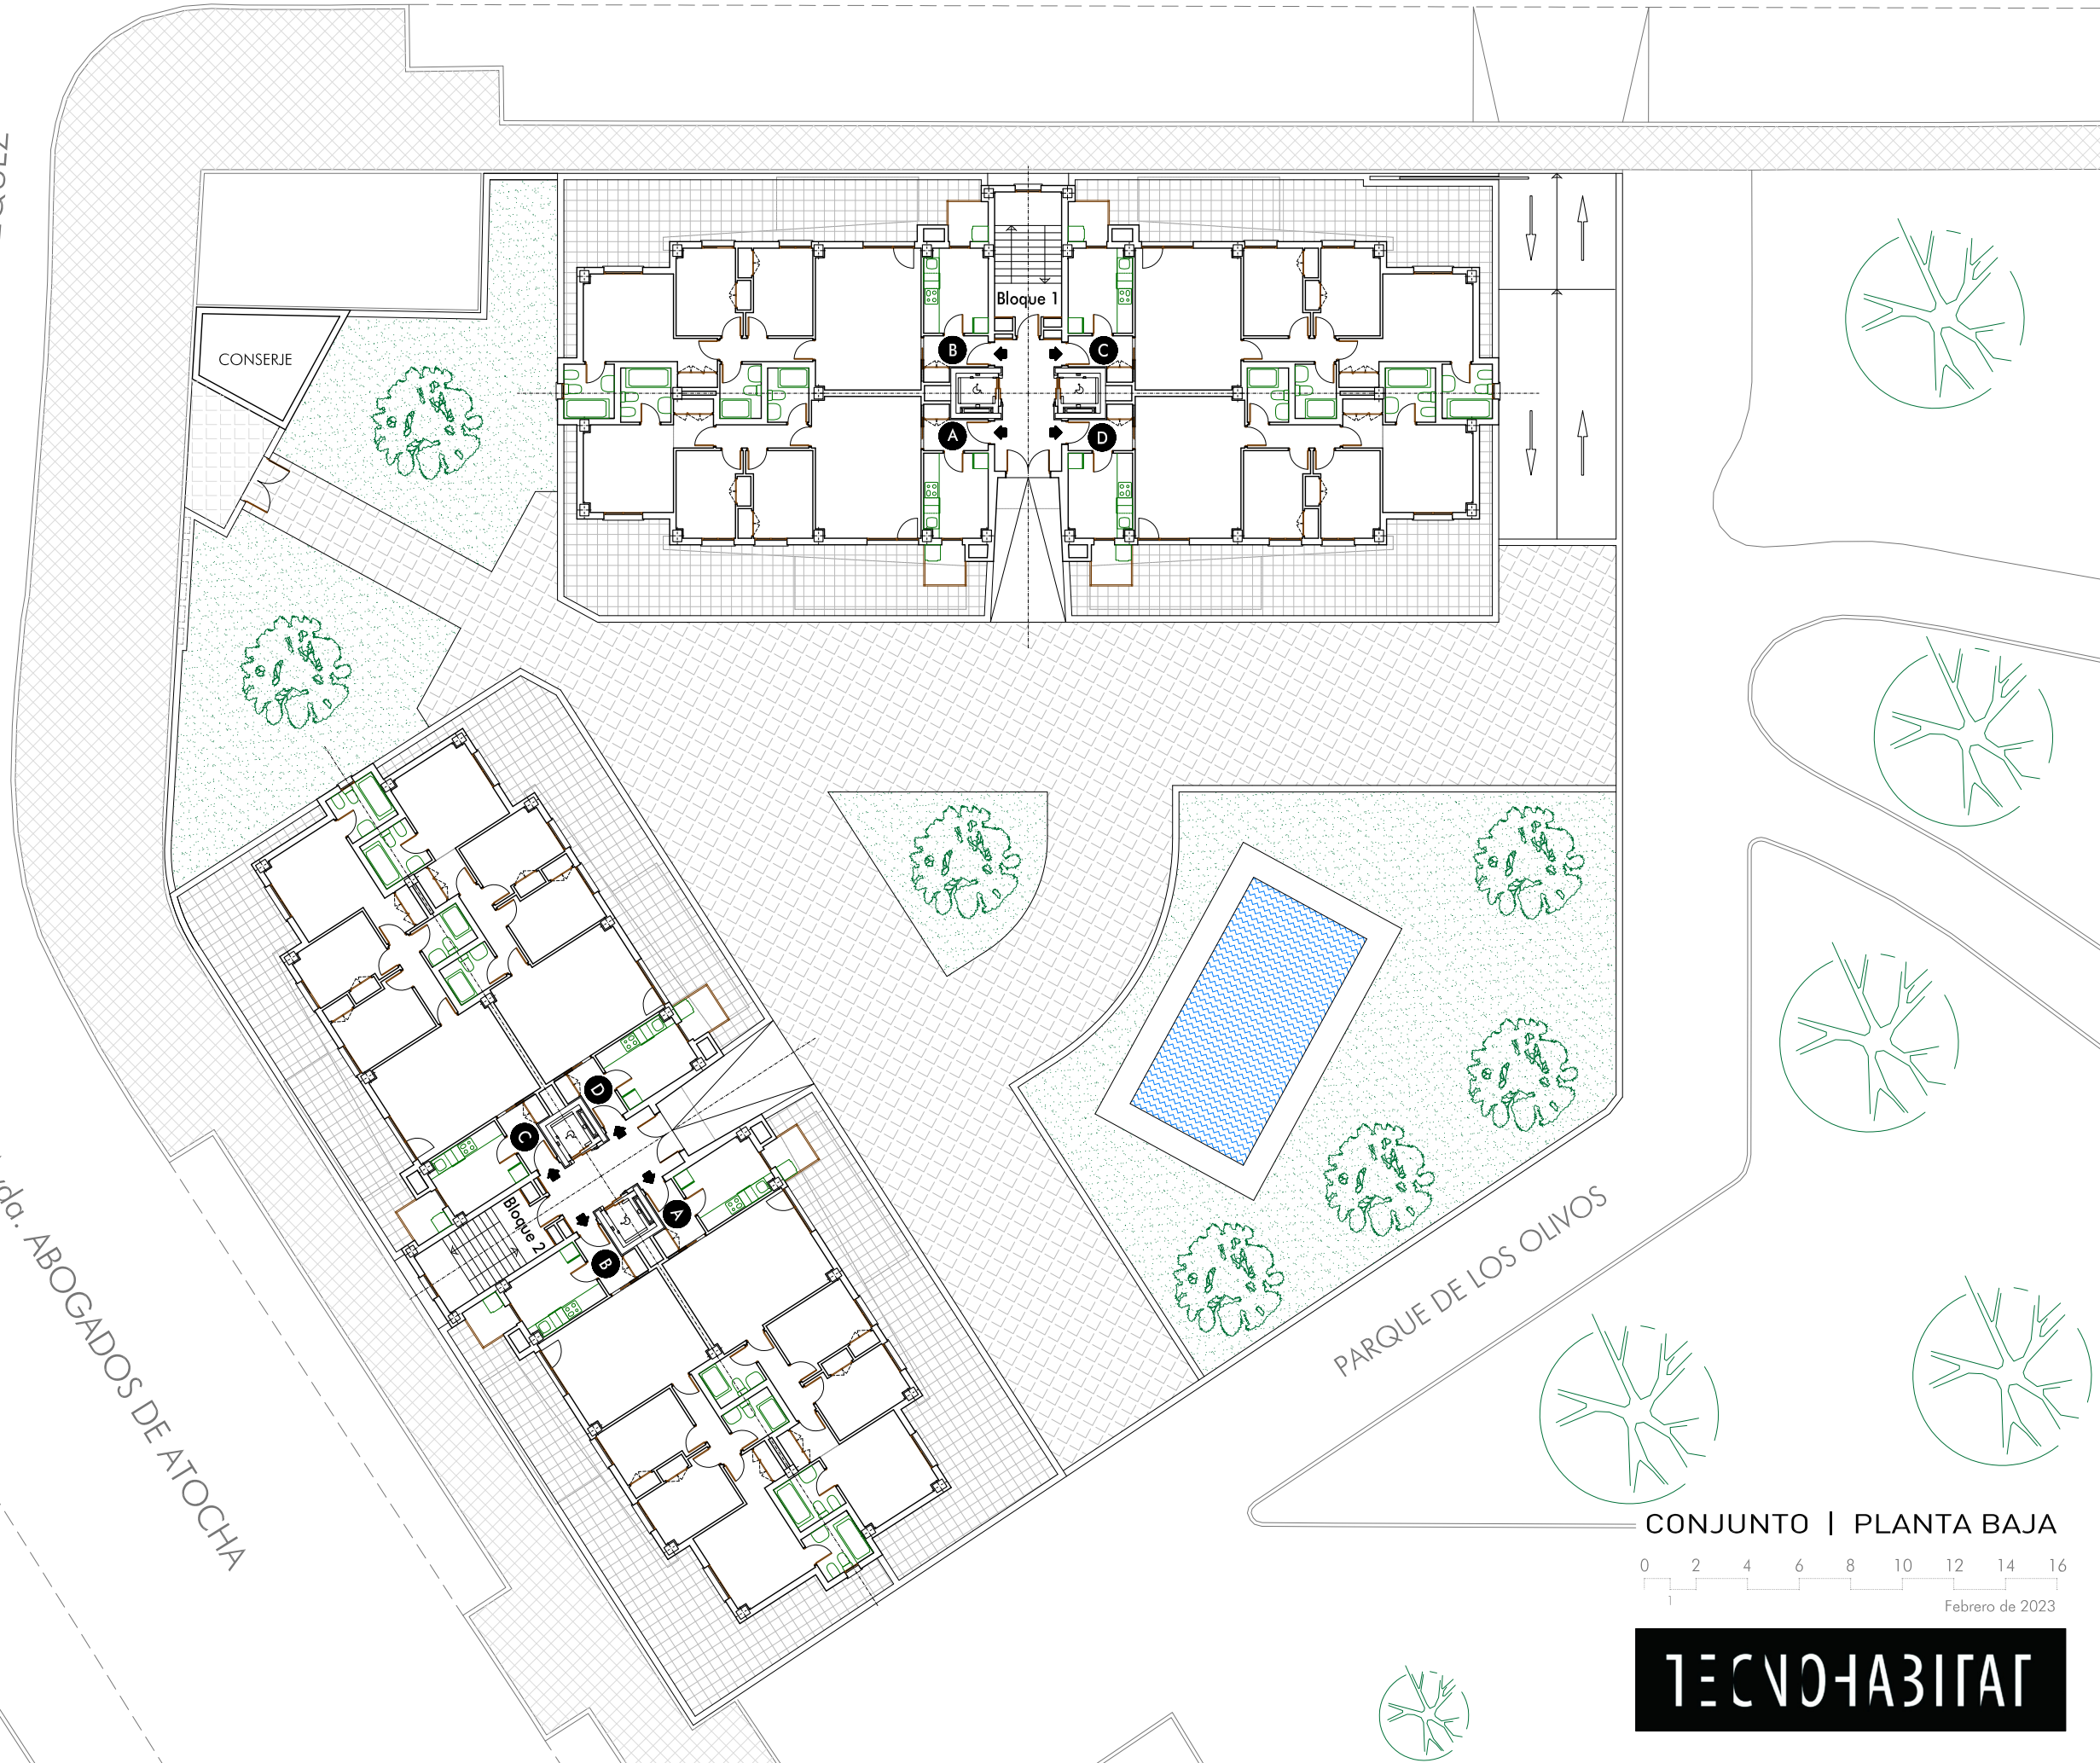 CONSERJE
Bloque 1
B
C
A
D
D
C
A
B
Bloque 2
ABOGADOS DE ATOCHA
PARQUE DE LOS OLIVOS
CONJUNTO | PLANTA BAJA
0 2 4 6 8 10 12 14 16
1
Febrero de 2023
TECNOHABITAT